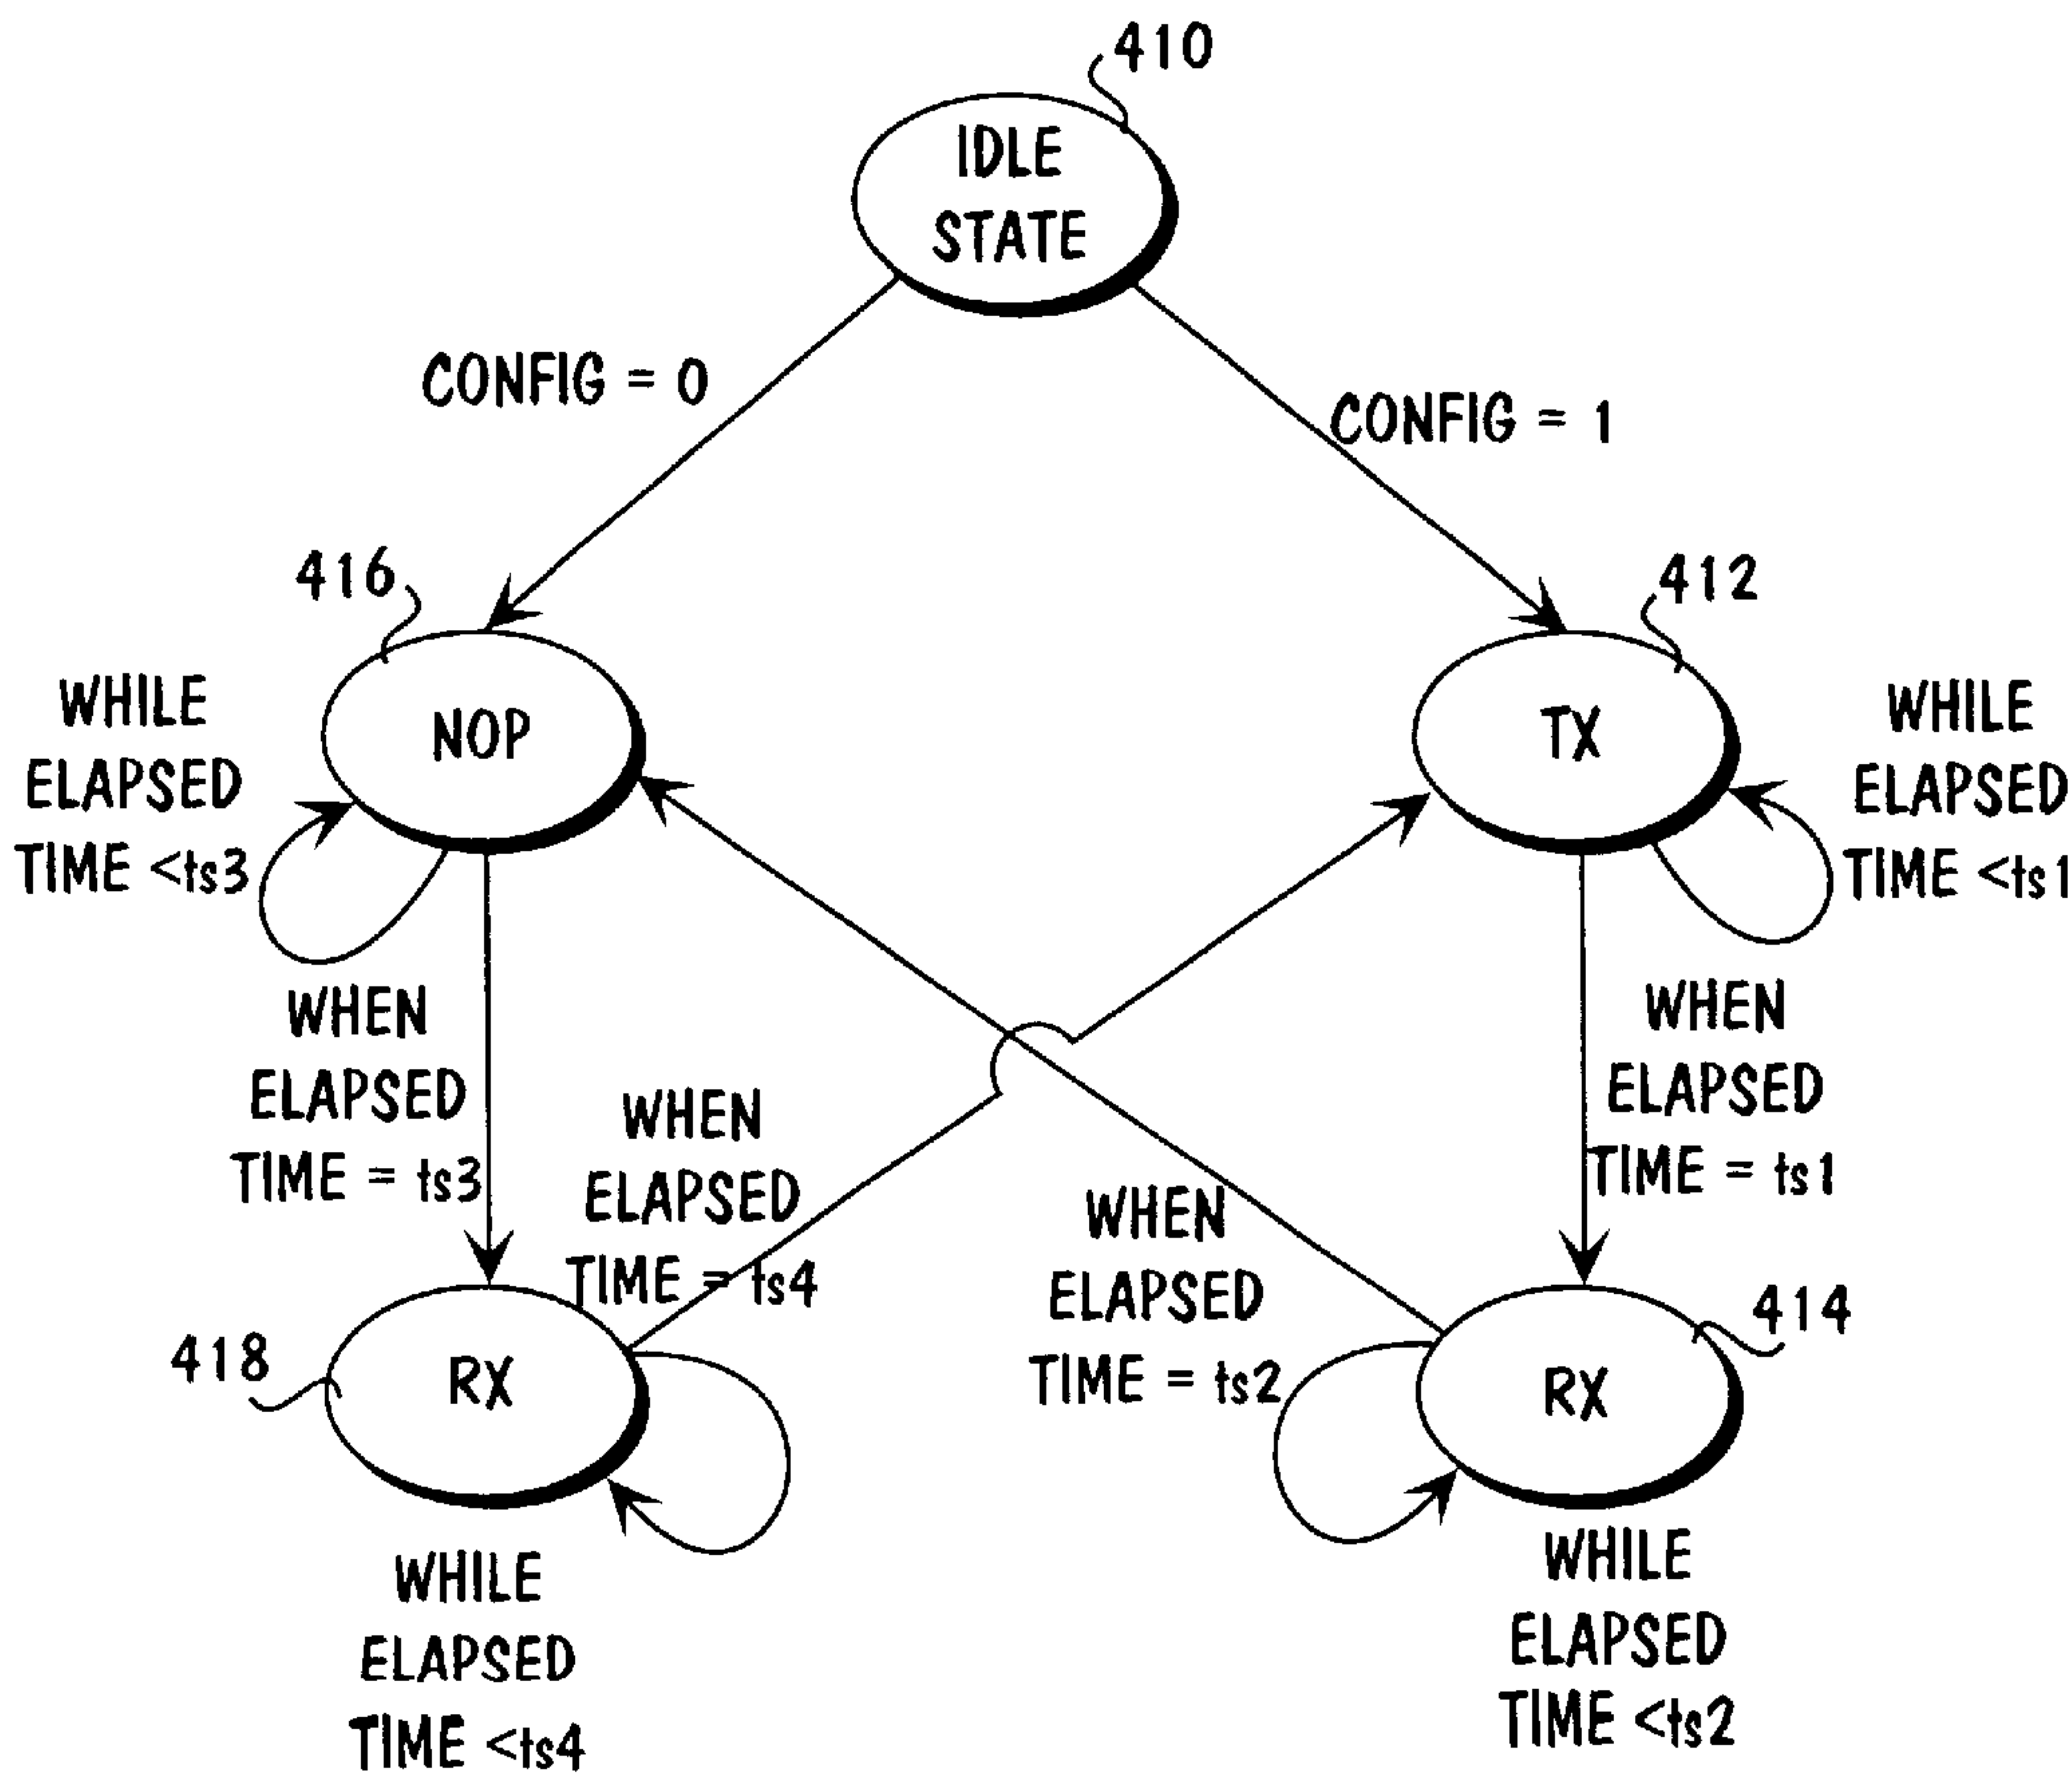 410
IDLE
STATE
CONFIG = 0
CONFIG = 1
416
412
NOP
TX
WHILE
ELAPSED
TIME <ts3
WHILE
ELAPSED
TIME <ts1
WHEN
ELAPSED
TIME = ts3
WHEN
ELAPSED
TIME = ts4
WHEN
ELAPSED
TIME = ts2
WHEN
ELAPSED
TIME = ts1
418
RX
414
RX
WHILE
ELAPSED
TIME <ts4
WHILE
ELAPSED
TIME <ts2